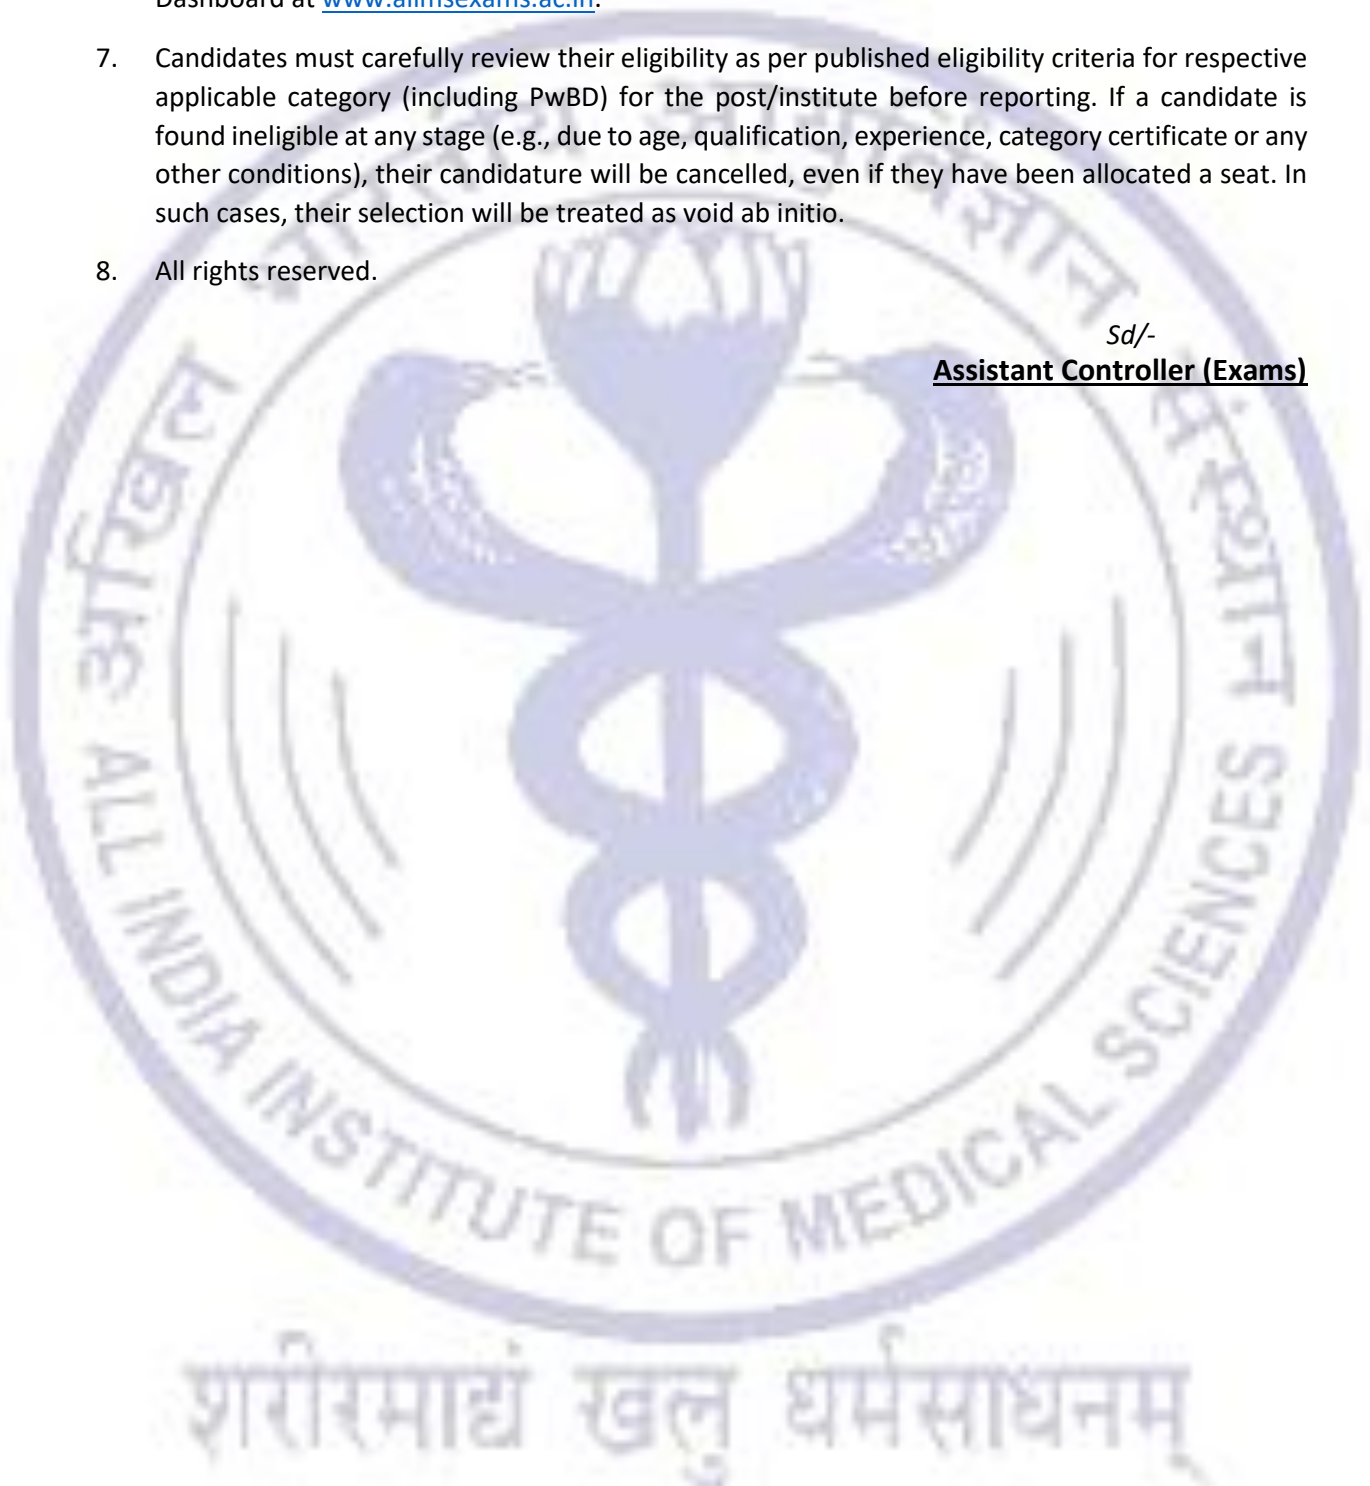 Dashboard at www.aiimsexams.ac.in.
7. Candidates must carefully review their eligibility as per published eligibility criteria for respective
applicable category (including PwBD) for the post/institute before reporting. If a candidate is
found ineligible at any stage (e.g., due to age, qualification, experience, category certificate or any
other conditions), their candidature will be cancelled, even if they have been allocated a seat. In
such cases, their selection will be treated as void ab initio.
8. All rights reserved.
Sd/-
Assistant Controller (Exams)
अखिल भारतीय आयुर्विज्ञान संस्थान
ALL INDIA INSTITUTE OF MEDICAL SCIENCES
शरीरमाद्यं खलु धर्मसाधनम्